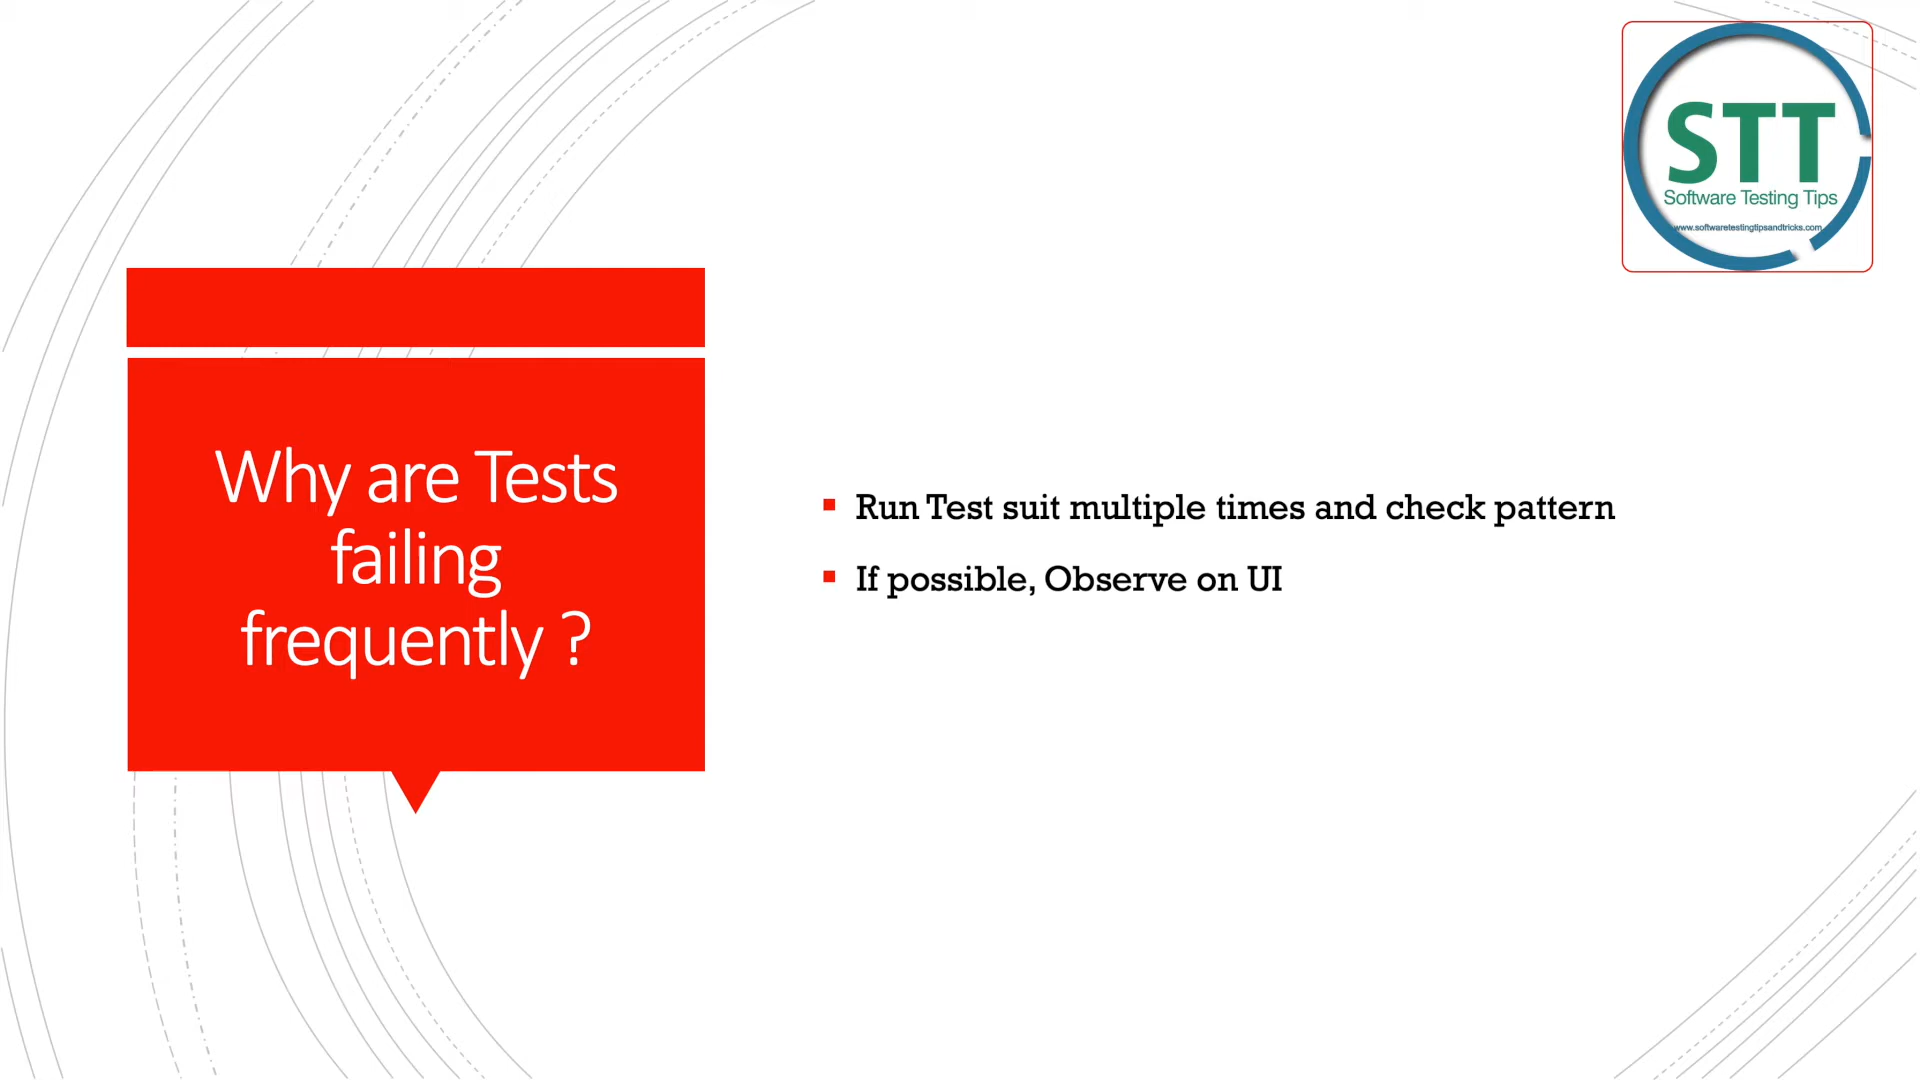 STT
Software Testing Tips
www.softwaretestingtipsandtricks.com
Why are Tests
failing
frequently ?
Run Test suit multiple times and check pattern
If possible, Observe on UI